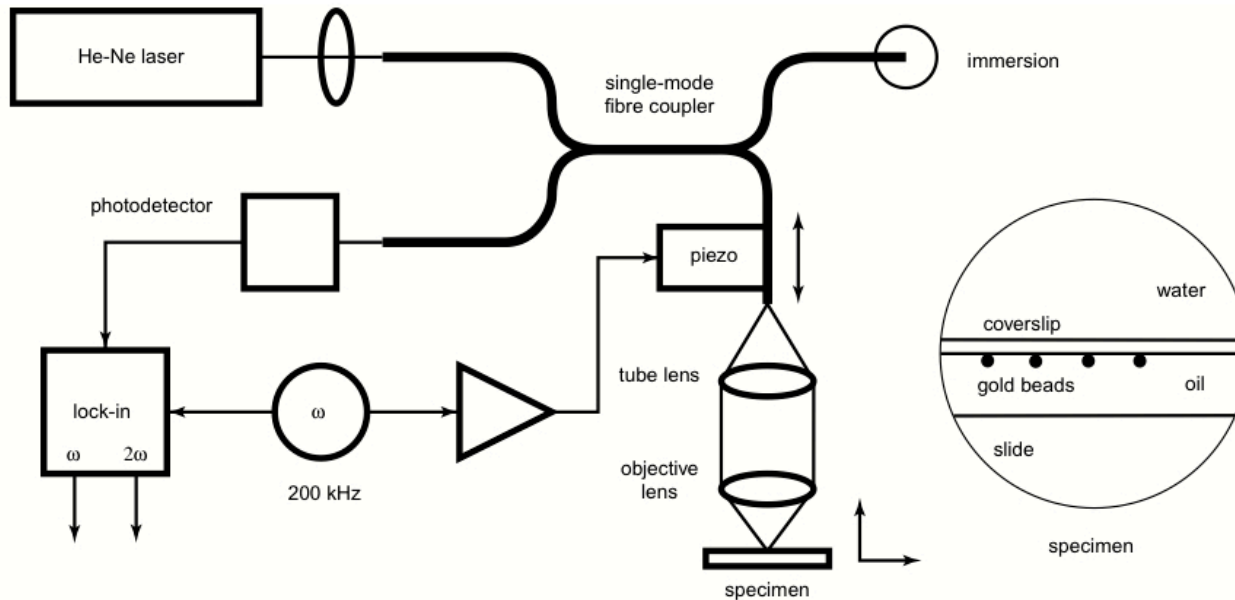 He-Ne laser
single-mode
fibre coupler
immersion
photodetector
piezo
water
coverslip
tube lens
gold beads
oil
lock-in
ω
ω
2ω
slide
objective
lens
200 kHz
specimen
specimen